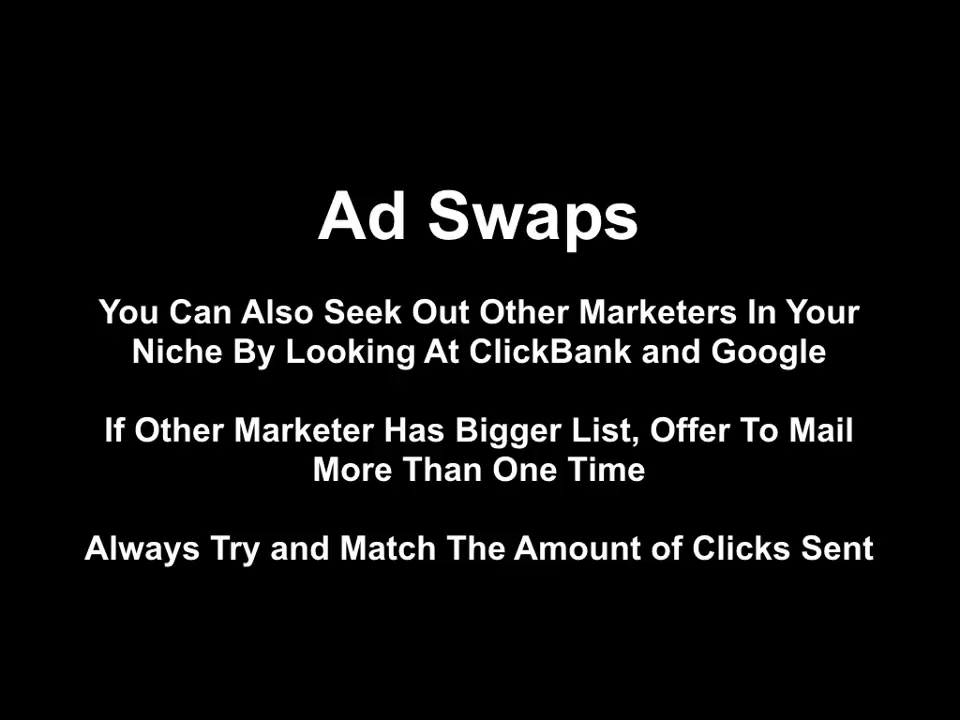 Ad Swaps
You Can Also Seek Out Other Marketers In Your
Niche By Looking At ClickBank and Google
If Other Marketer Has Bigger List, Offer To Mail
More Than One Time
Always Try and Match The Amount of Clicks Sent